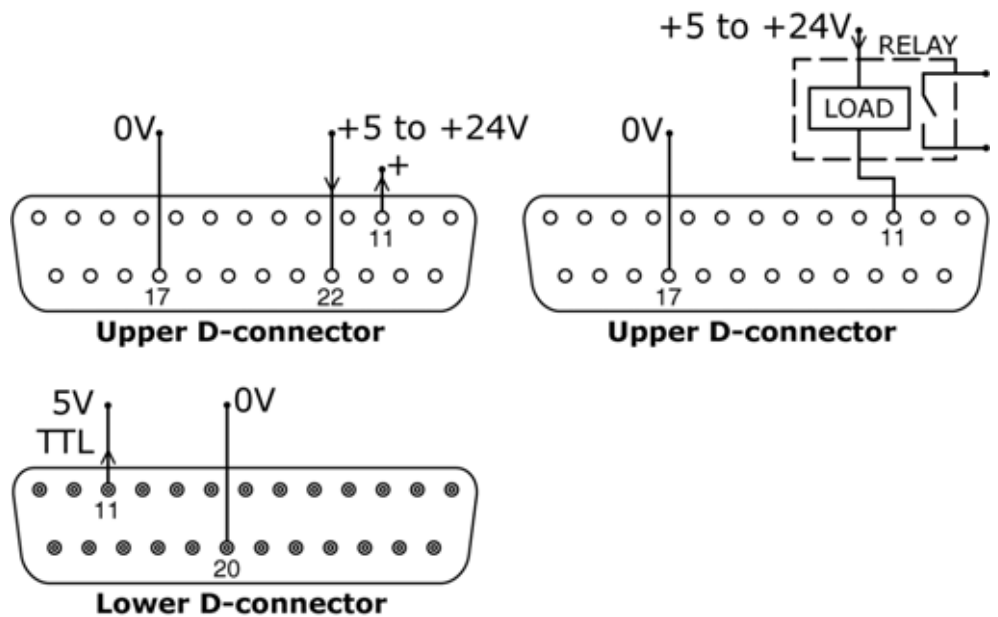 0V
+5 to +24V
+
11
17
22
Upper D-connector
+5 to +24V
RELAY
LOAD
0V
11
17
Upper D-connector
5V
TTL
0V
11
20
Lower D-connector